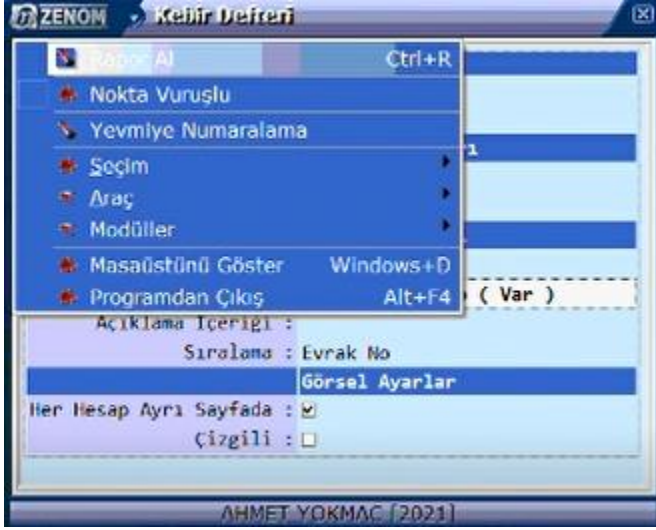 ZENOM Kebir Defteri
Rapor Al Ctrl+R
Nokta Vuruşlu
Yevmiye Numaralama
Seçim
Araç
Modüller
Masaüstünü Göster Windows+D
Programdan Çıkış Alt+F4
( Var )
Açıklama İçeriği :
Sıralama : Evrak No
Görsel Ayarlar
Her Hesap Ayrı Sayfada :
Çizgili :
AHMET YOKMAÇ [2021]